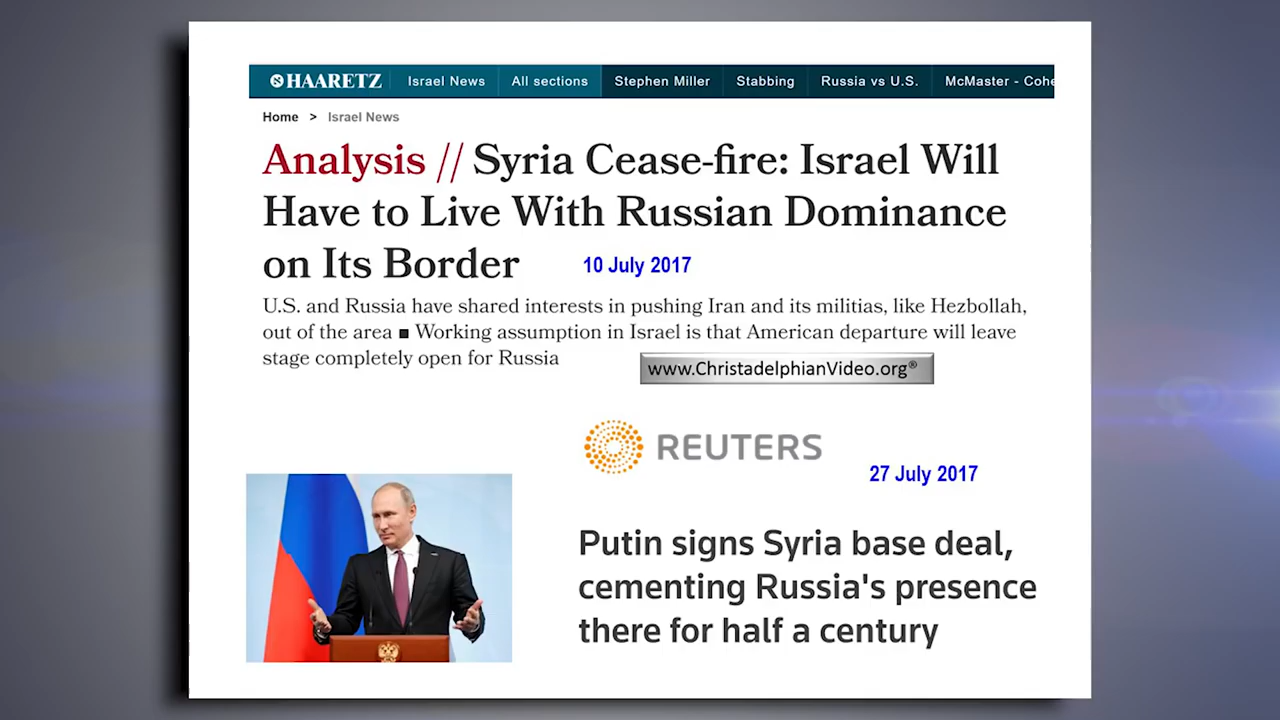 HAARETZ Israel News All sections Stephen Miller Stabbing Russia vs U.S. McMaster - Cohe
Home > Israel News
Analysis // Syria Cease-fire: Israel Will
Have to Live With Russian Dominance
on Its Border
10 July 2017
U.S. and Russia have shared interests in pushing Iran and its militias, like Hezbollah,
out of the area ■ Working assumption in Israel is that American departure will leave
stage completely open for Russia
www.ChristadelphianVideo.org®
REUTERS
27 July 2017
Putin signs Syria base deal,
cementing Russia's presence
there for half a century